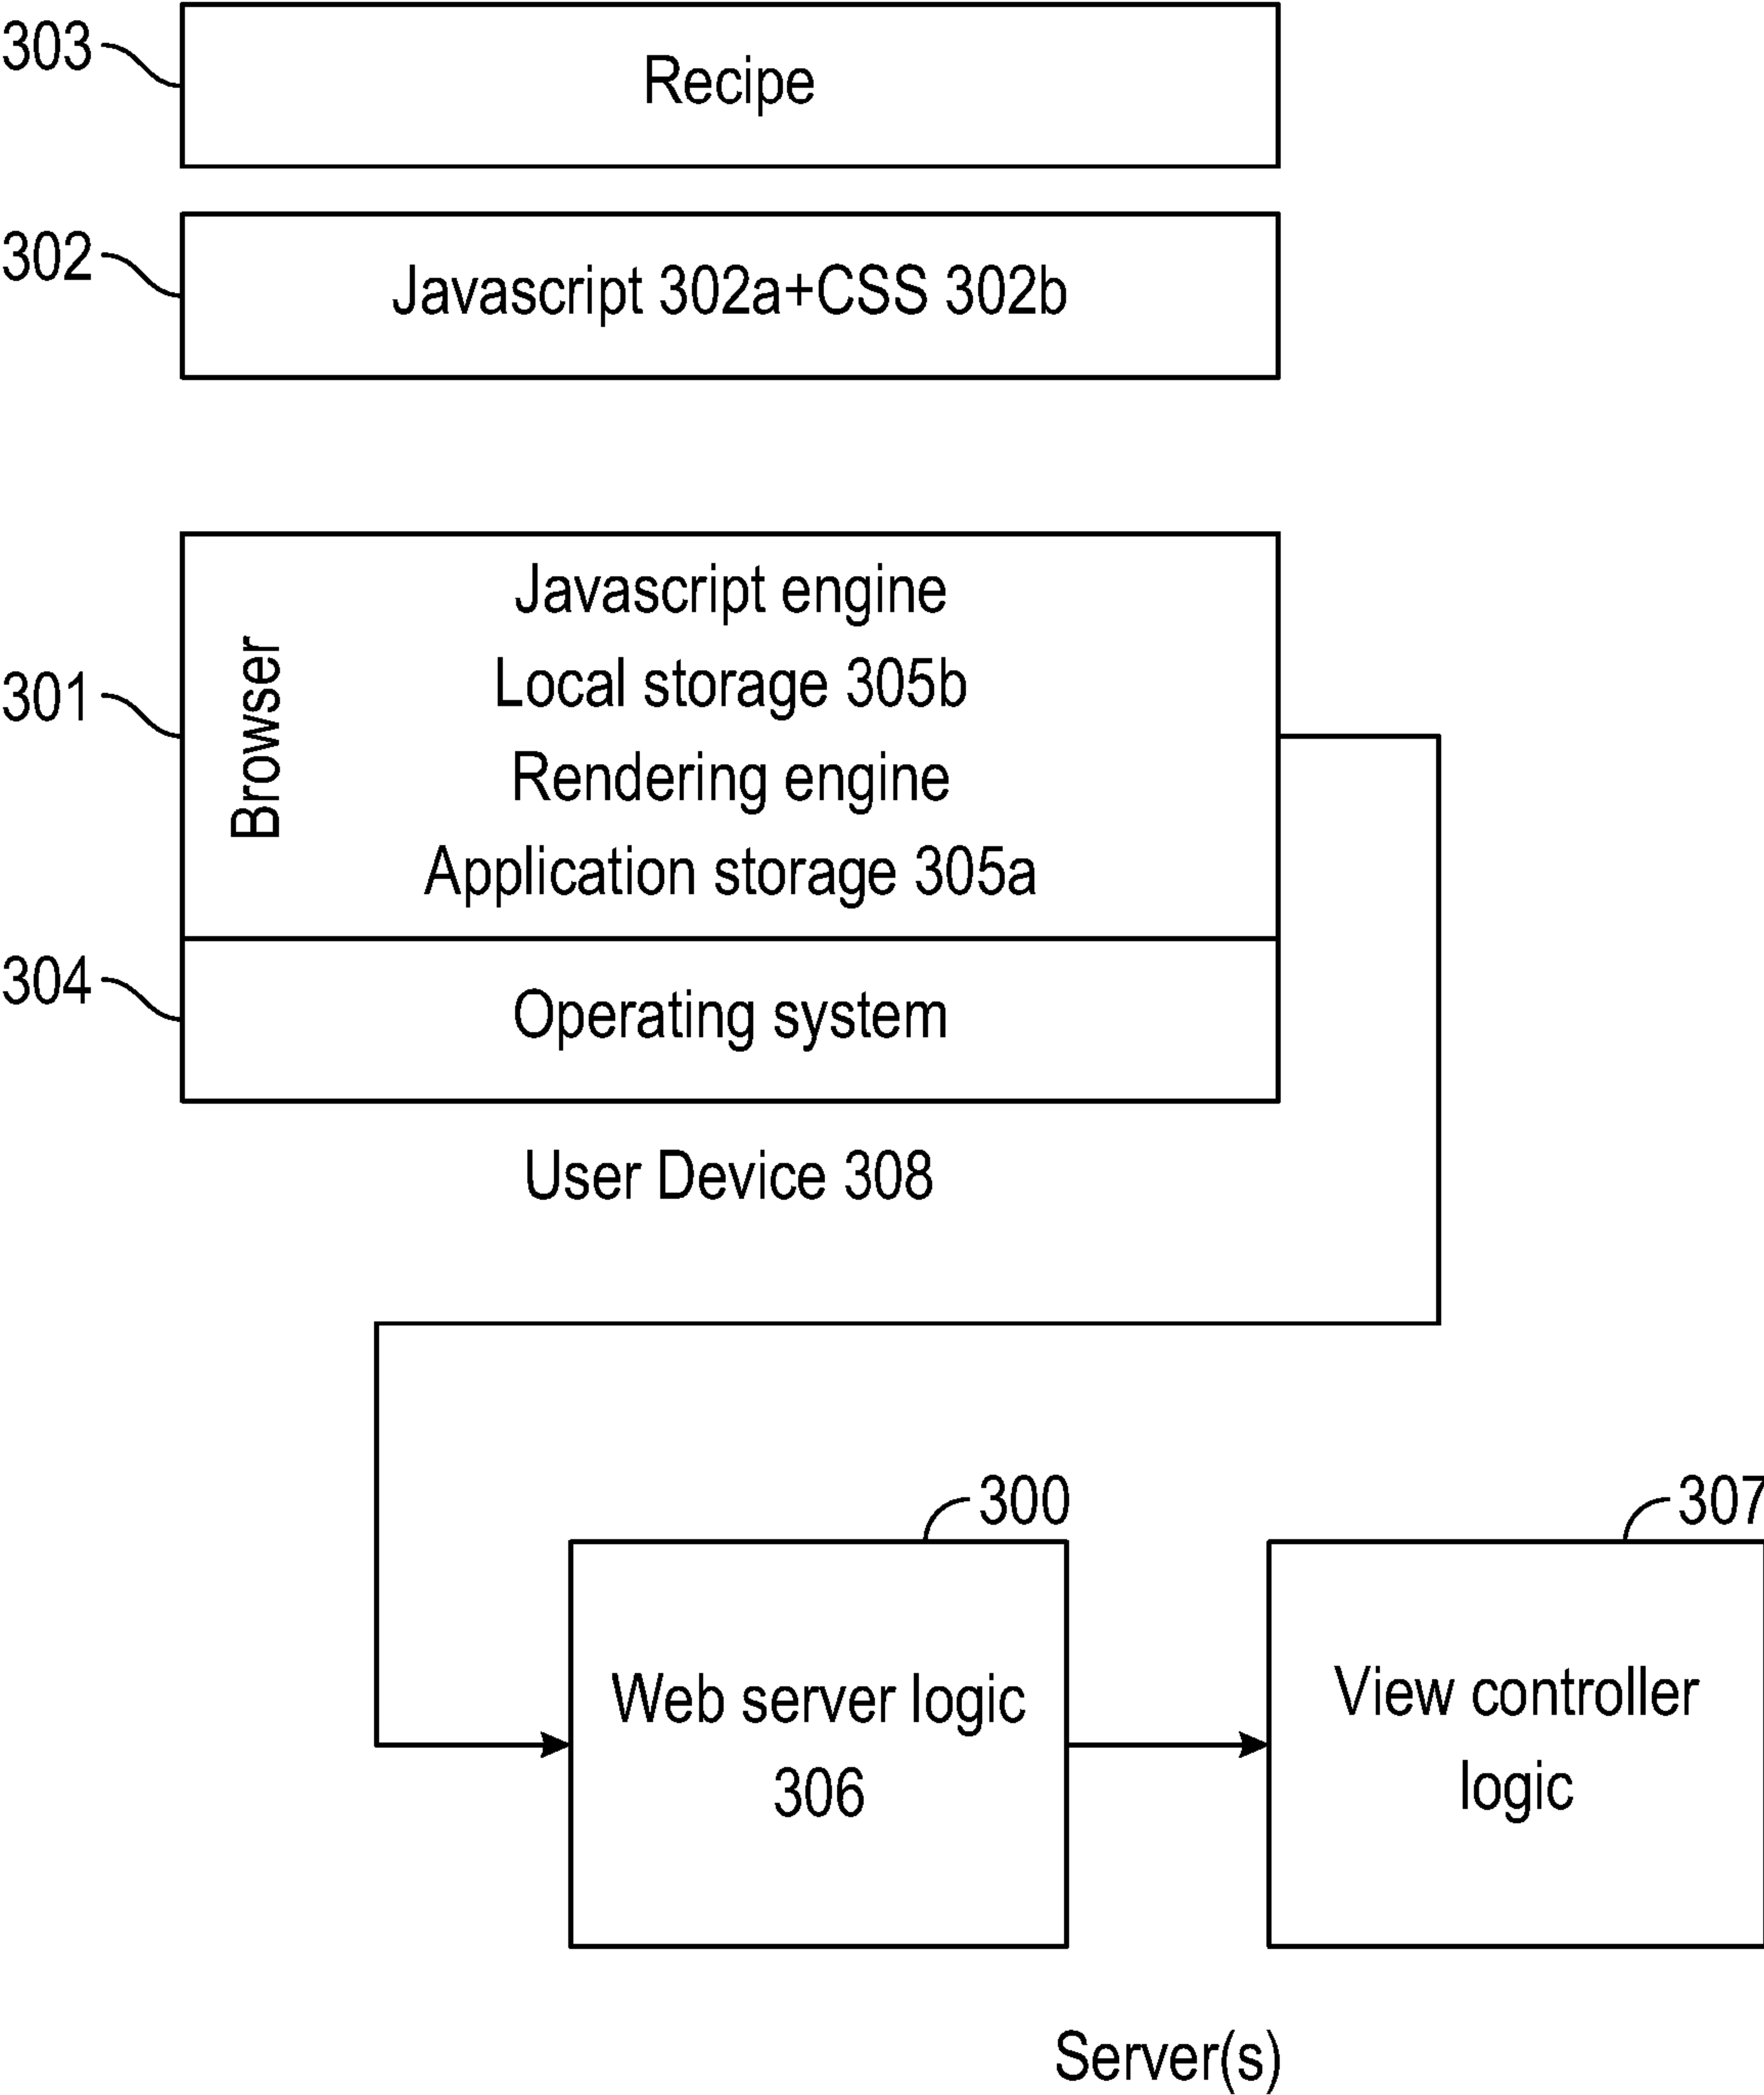 303
Recipe
302
Javascript 302a+CSS 302b
301
Browser
Javascript engine
Local storage 305b
Rendering engine
Application storage 305a
304
Operating system
User Device 308
300
307
Web server logic
306
View controller
logic
Server(s)